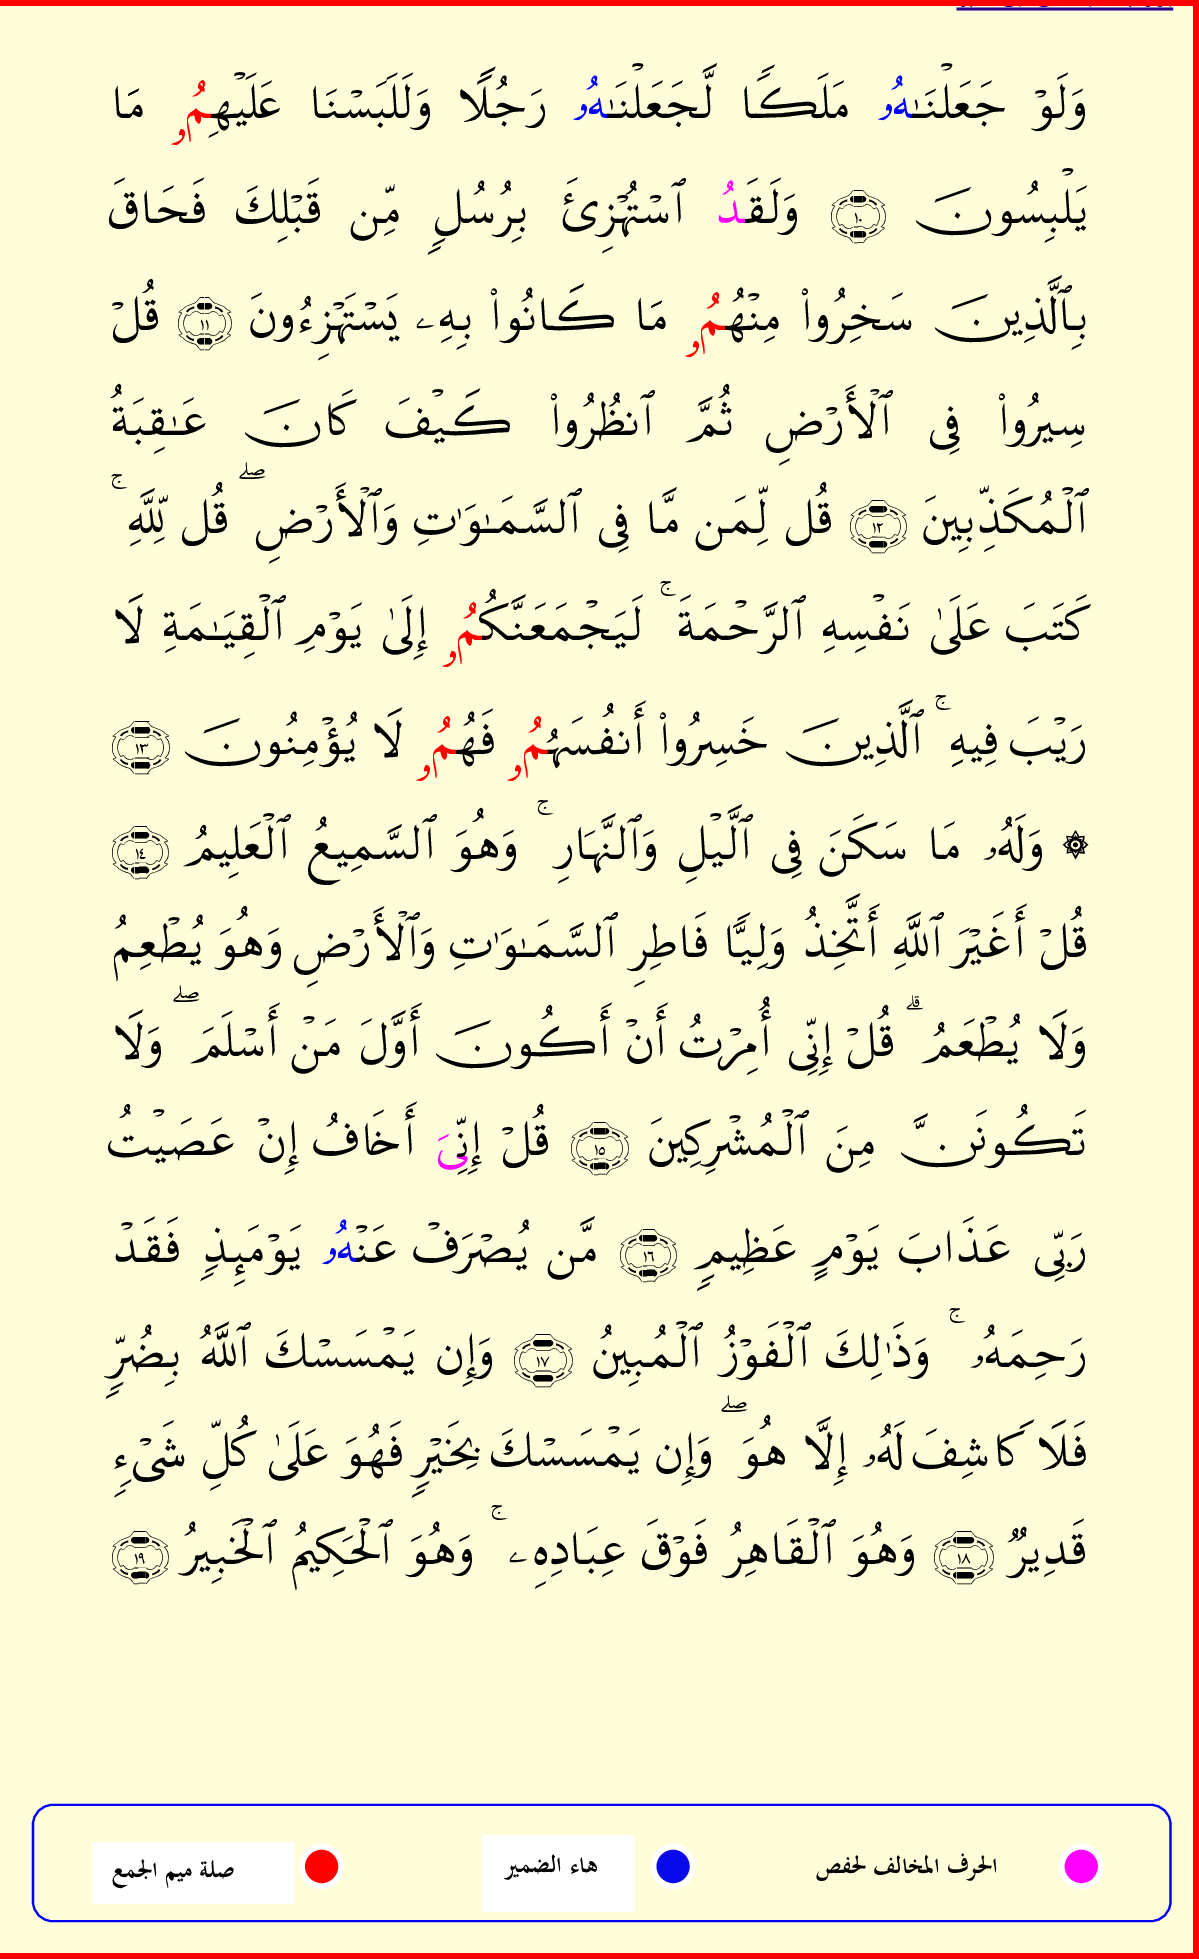 وَلَوۡ جَعَلۡنَـٰهُۥ مَلَكࣰا لَّجَعَلۡنَـٰهُۥ رَجُلࣰا وَلَلَبَسۡنَا عَلَيۡهِمُۥ مَا
يَلۡبِسُونَ ١٠ وَلَقَدُ ٱسۡتُهۡزِئَ بِرُسُلࣲ مِّن قَبۡلِكَ فَحَاقَ
بِٱلَّذِينَ سَخِرُواْ مِنۡهُمُۥ مَا كَانُواْ بِهِۦ يَسۡتَهۡزِءُونَ ١١ قُلۡ
سِيرُواْ فِی ٱلۡأَرۡضِ ثُمَّ ٱنظُرُواْ كَيۡفَ كَانَ عَـٰقِبَةُ
ٱلۡمُكَذِّبِينَ ١٢ قُل لِّمَن مَّا فِی ٱلسَّمَـٰوَٰتِ وَٱلۡأَرۡضِۖ قُل لِّلَّهِۚ
كَتَبَ عَلَىٰ نَفۡسِهِ ٱلرَّحۡمَةَۚ لَيَجۡمَعَنَّكُمُۥ إِلَىٰ يَوۡمِ ٱلۡقِيَـٰمَةِ لَا
رَيۡبَ فِيهِۚ ٱلَّذِينَ خَسِرُواْ أَنفُسَهُمُۥ فَهُمُۥ لَا يُؤۡمِنُونَ ١٣
۞ وَلَهُۥ مَا سَكَنَ فِی ٱلَّيۡلِ وَٱلنَّهَارِۚ وَهُوَ ٱلسَّمِيعُ ٱلۡعَلِيمُ ١٤
قُلۡ أَغَيۡرَ ٱللَّهِ أَتَّخِذُ وَلِيࣰّا فَاطِرِ ٱلسَّمَـٰوَٰتِ وَٱلۡأَرۡضِ وَهُوَ يُطۡعِمُ
وَلَا يُطۡعَمُۗ قُلۡ إِنِّی أُمِرۡتُ أَنۡ أَكُونَ أَوَّلَ مَنۡ أَسۡلَمَۖ وَلَا
تَكُونَنَّ مِنَ ٱلۡمُشۡرِكِينَ ١٥ قُلۡ إِنِّیَ أَخَافُ إِنۡ عَصَيۡتُ
رَبِّی عَذَابَ يَوۡمٍ عَظِيمࣲ ١٦ مَّن يُصۡرَفۡ عَنۡهُۥ يَوۡمَئِذࣲ فَقَدۡ
رَحِمَهُۥۚ وَذَٰلِكَ ٱلۡفَوۡزُ ٱلۡمُبِينُ ١٧ وَإِن يَمۡسَسۡكَ ٱللَّهُ بِضُرࣲّ
فَلَا كَاشِفَ لَهُۥ إِلَّا هُوَۖ وَإِن يَمۡسَسۡكَ بِخَيۡرࣲ فَهُوَ عَلَىٰ كُلِّ شَیۡءࣲ
قَدِيرࣱ ١٨ وَهُوَ ٱلۡقَاهِرُ فَوۡقَ عِبَادِهِۦۚ وَهُوَ ٱلۡحَكِيمُ ٱلۡخَبِيرُ ١٩
الحرف المخالف لحفص هاء الضمير صلة ميم الجمع